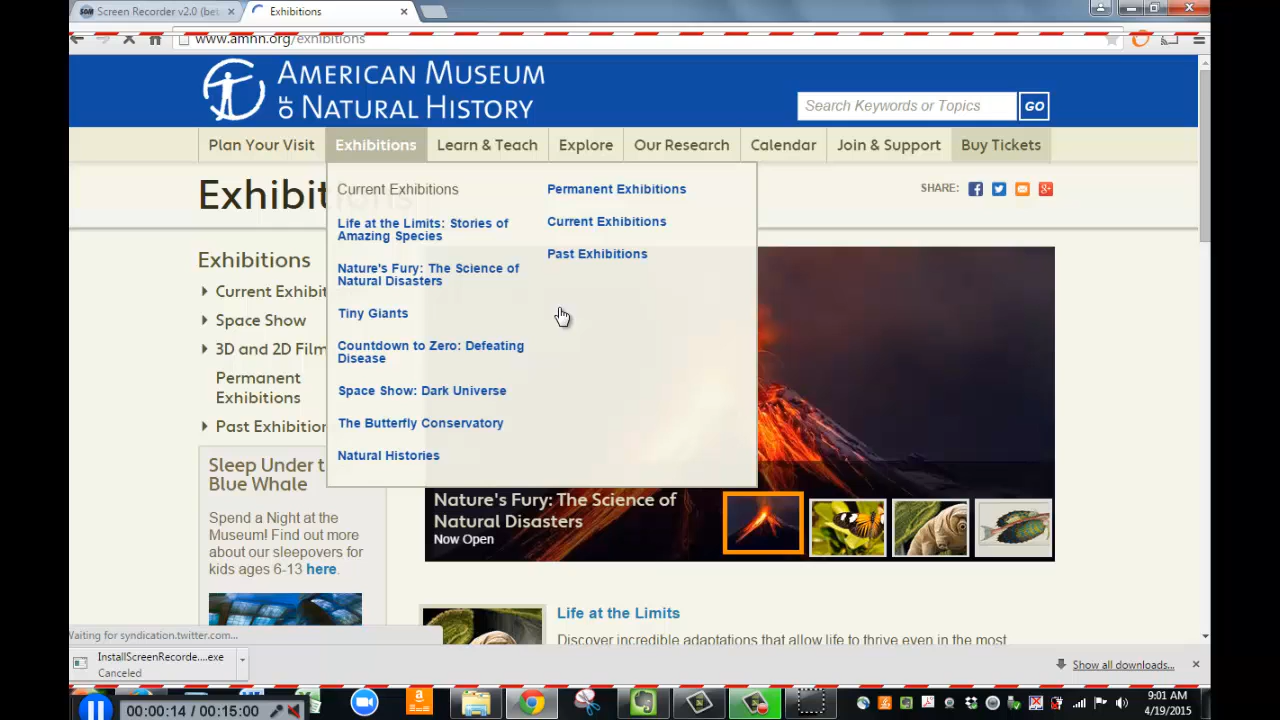 Screen Recorder v2.0 (bet
Exhibitions
www.amnh.org/exhibitions
AMERICAN MUSEUM
OF NATURAL HISTORY
Search Keywords or Topics
GO
Plan Your Visit
Exhibitions
Learn & Teach
Explore
Our Research
Calendar
Join & Support
Buy Tickets
Exhibit
SHARE:
Current Exhibitions
Life at the Limits: Stories of
Amazing Species
Nature's Fury: The Science of
Natural Disasters
Tiny Giants
Countdown to Zero: Defeating
Disease
Space Show: Dark Universe
The Butterfly Conservatory
Natural Histories
Permanent Exhibitions
Current Exhibitions
Past Exhibitions
Exhibitions
Current Exhibit
Space Show
3D and 2D Film
Permanent
Exhibitions
Past Exhibition
Sleep Under t
Blue Whale
Spend a Night at the
Museum! Find out more
about our sleepovers for
kids ages 6-13 here.
Nature's Fury: The Science of
Natural Disasters
Now Open
Life at the Limits
Discover incredible adaptations that allow life to thrive even in the most
Waiting for syndication.twitter.com...
InstallScreenRecorde....exe
Canceled
Show all downloads...
00:00:14 / 00:15:00
9:01 AM
4/19/2015